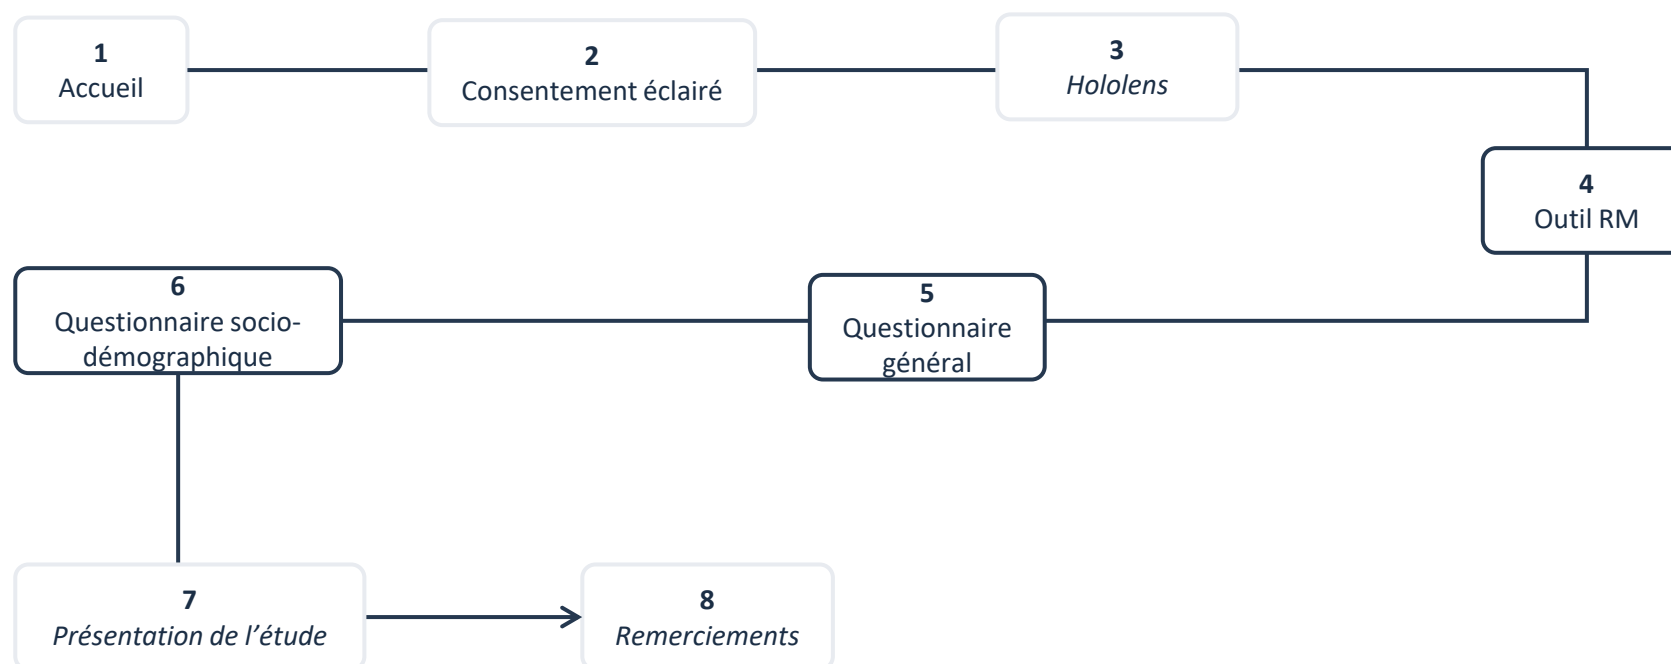 1
Accueil
2
Consentement éclairé
3
Hololens
4
Outil RM
5
Questionnaire
général
6
Questionnaire socio-
démographique
7
Présentation de l’étude
8
Remerciements